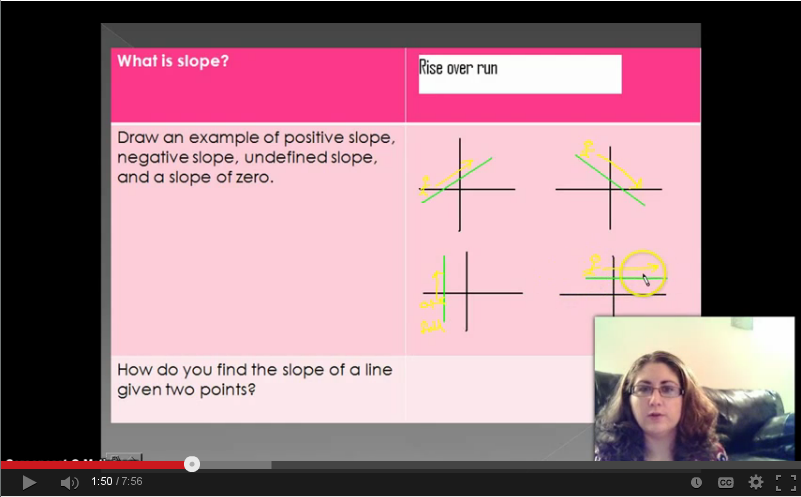 What is slope?
Rise over run
Draw an example of positive slope,
negative slope, undefined slope,
and a slope of zero.
How do you find the slope of a line
given two points?
1:50 / 7:56
CC